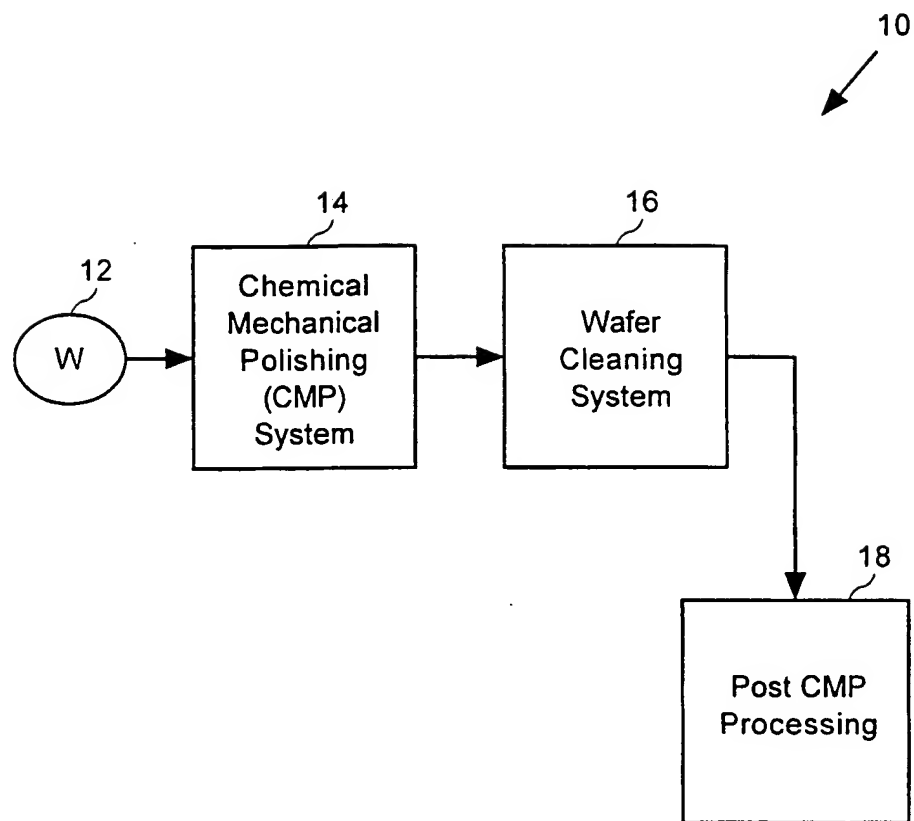 10
14
16
12
W
Chemical
Mechanical
Polishing
(CMP)
System
Wafer
Cleaning
System
18
Post CMP
Processing